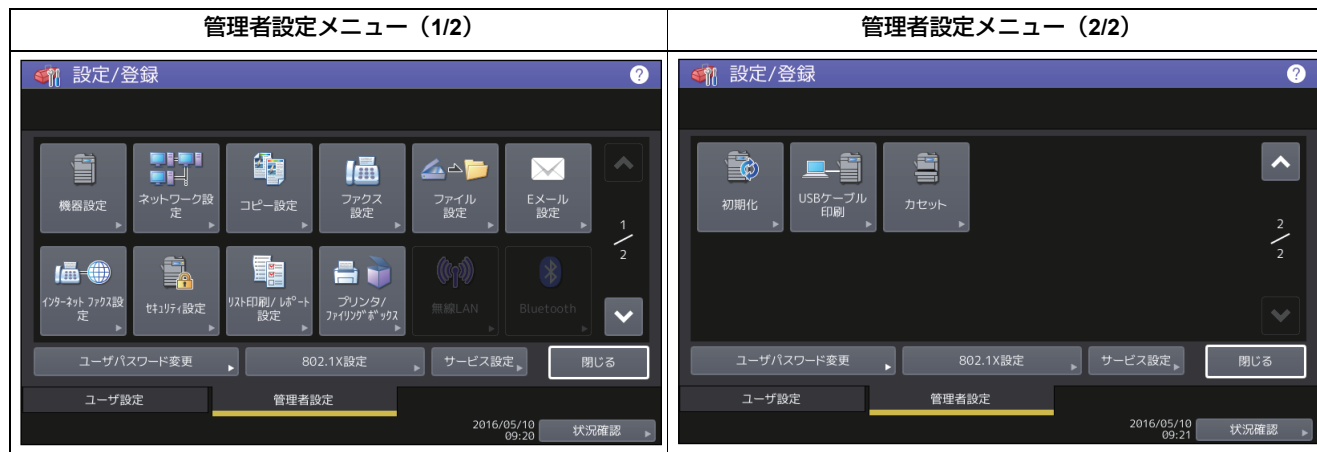 管理者設定メニュー（1/2）
管理者設定メニュー（2/2）
設定/登録
?
機器設定
ネットワーク設
定
コピー設定
ファクス
設定
ファイル
設定
Eメール
設定
1
2
インターネット ファクス設
定
セキュリティ設定
リスト印刷/ レポート
設定
プリンタ/
ファイリングボックス
無線LAN
Bluetooth
ユーザパスワード変更
802.1X設定
サービス設定
閉じる
ユーザ設定
管理者設定
2016/05/10
09:20
状況確認
設定/登録
?
初期化
USBケーブル
印刷
カセット
2
2
ユーザパスワード変更
802.1X設定
サービス設定
閉じる
ユーザ設定
管理者設定
2016/05/10
09:21
状況確認